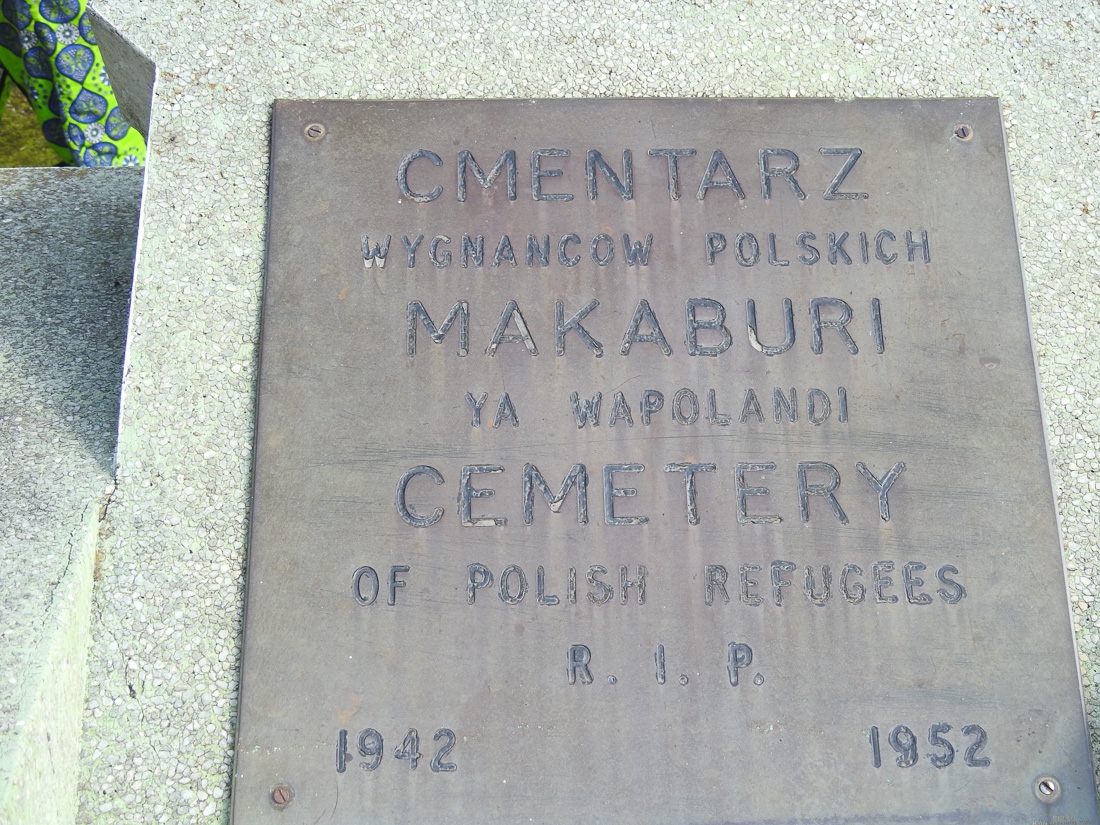 CMENTARZ
WYGNANCOW POLSKICH
MAKABURI
YA WAPOLANDI
CEMETERY
OF POLISH REFUGEES
R. I. P.
1942 1952